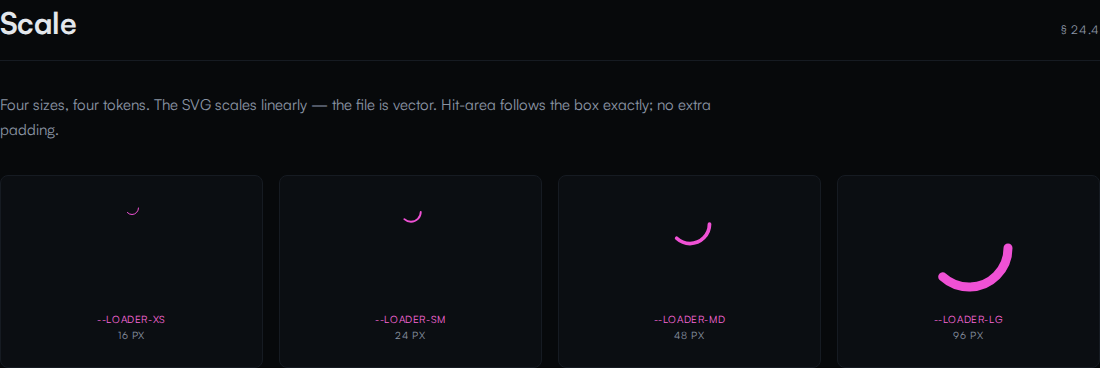 Scale
§ 24.4
Four sizes, four tokens. The SVG scales linearly — the file is vector. Hit-area follows the box exactly; no extra
padding.
--LOADER-XS
16 PX
--LOADER-SM
24 PX
--LOADER-MD
48 PX
--LOADER-LG
96 PX